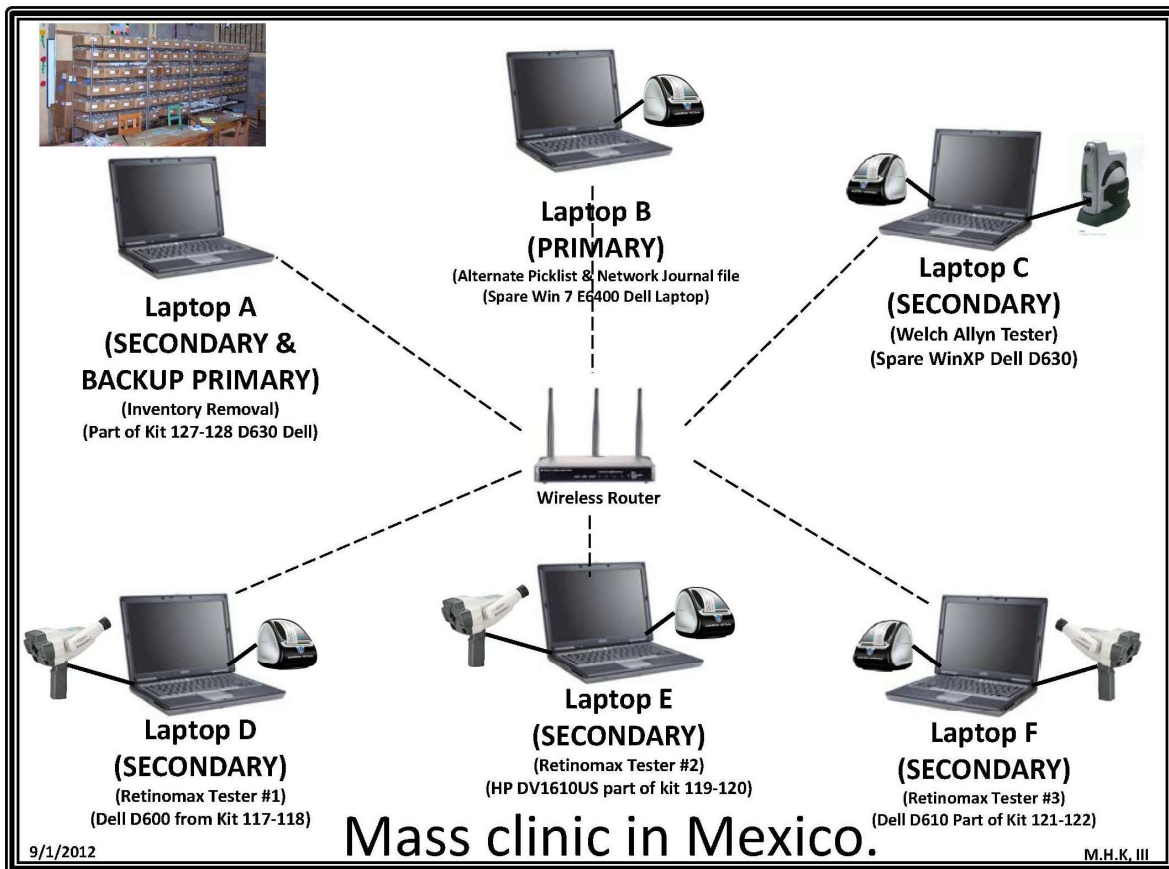 Laptop B
(PRIMARY)
(Alternate Picklist & Network Journal file
(Spare Win 7 E6400 Dell Laptop)
Laptop C
(SECONDARY)
(Welch Allyn Tester)
(Spare WinXP Dell D630)
Laptop A
(SECONDARY &
BACKUP PRIMARY)
(Inventory Removal)
(Part of Kit 127-128 D630 Dell)
Wireless Router
Laptop D
(SECONDARY)
(Retinomax Tester #1)
(Dell D600 from Kit 117-118)
Laptop E
(SECONDARY)
(Retinomax Tester #2)
(HP DV1610US part of kit 119-120)
Laptop F
(SECONDARY)
(Retinomax Tester #3)
(Dell D610 Part of Kit 121-122)
Mass clinic in Mexico.
9/1/2012
M.H.K, III